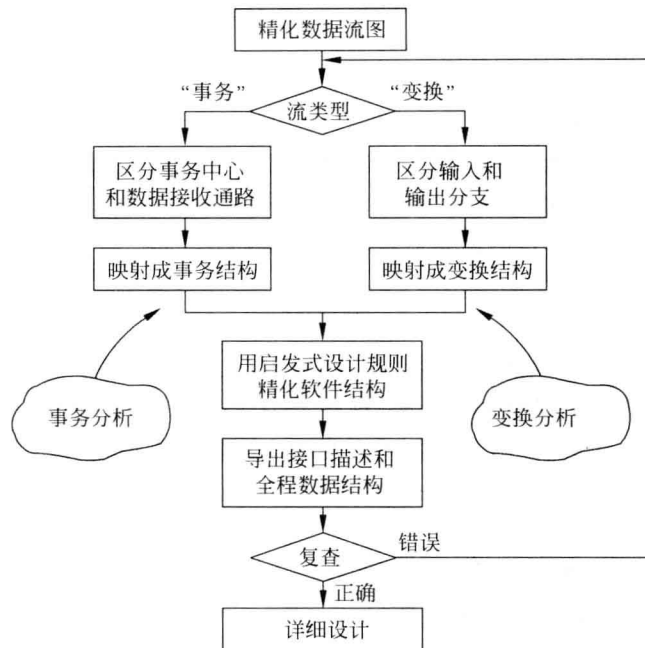 精化数据流图
“事务”
流类型
“变换”
区分事务中心
和数据接收通路
区分输入和
输出分支
映射成事务结构
映射成变换结构
用启发式设计规则
精化软件结构
事务分析
变换分析
导出接口描述和
全程数据结构
复查
错误
正确
详细设计